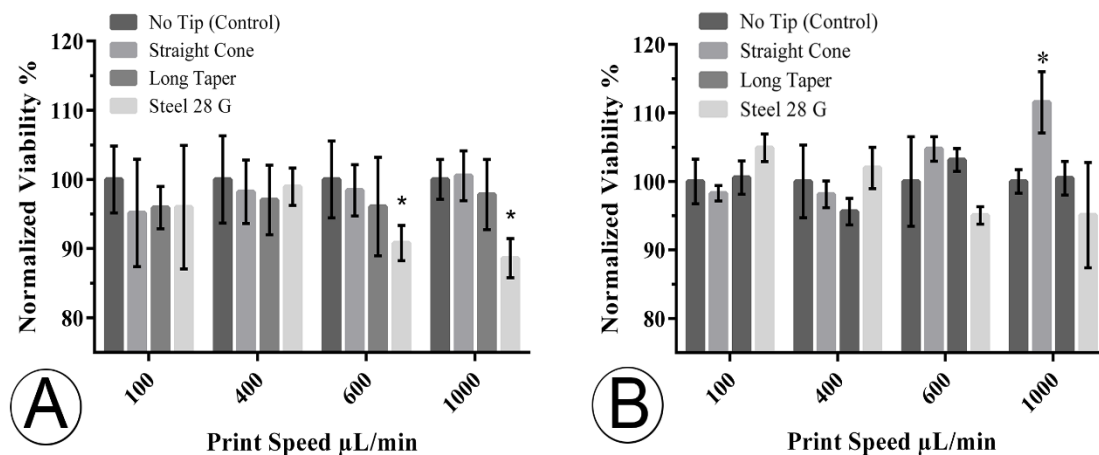 No Tip (Control)
Straight Cone
Long Taper
Steel 28 G
Normalized Viability %
120
110
100
90
80
*
*
100
400
600
1000
Print Speed µL/min
A
No Tip (Control)
Straight Cone
Long Taper
Steel 28 G
Normalized Viability %
120
110
100
90
80
*
100
400
600
1000
Print Speed µL/min
B